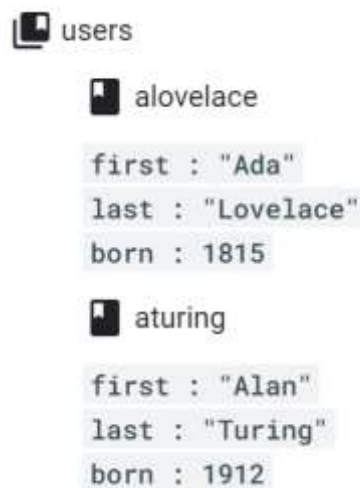 users
alovelace
first : "Ada"
last : "Lovelace"
born : 1815
aturing
first : "Alan"
last : "Turing"
born : 1912